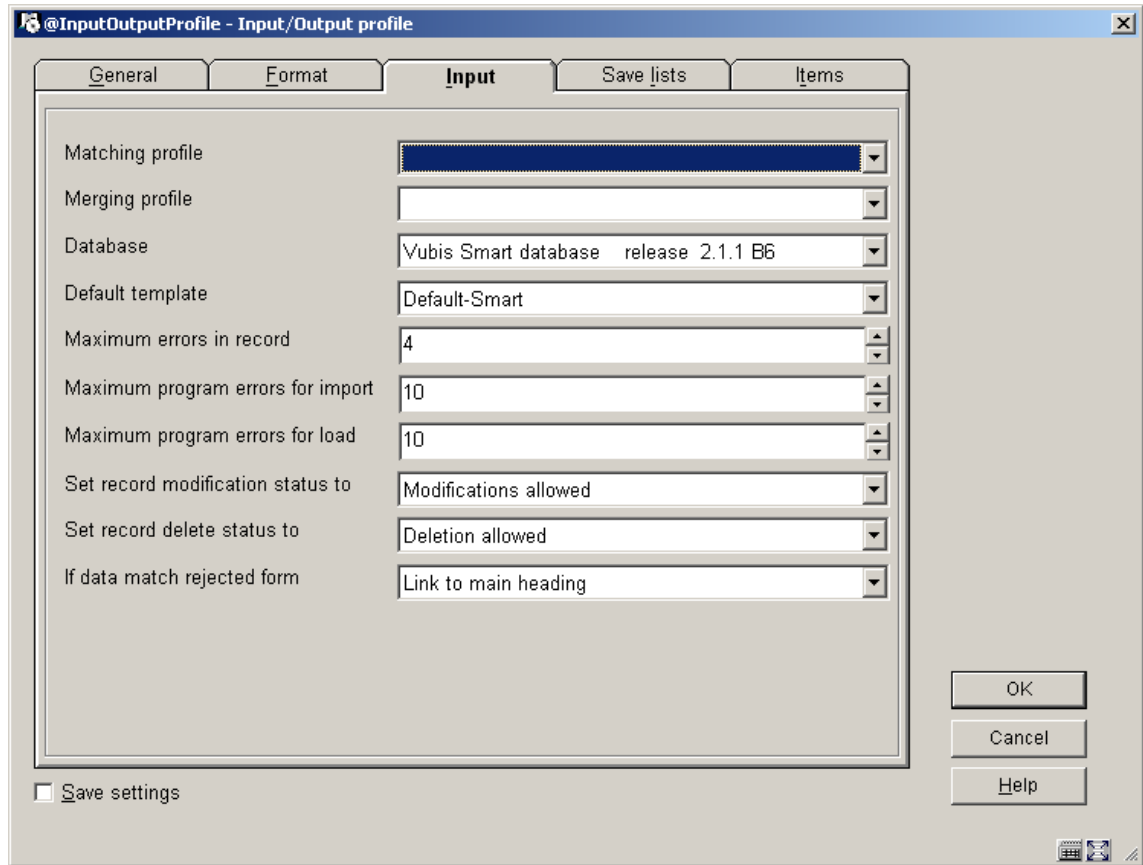 @InputOutputProfile - Input/Output profile
General Format Input Save lists Items
Matching profile
Merging profile
Database Vubis Smart database release 2.1.1 B6
Default template Default-Smart
Maximum errors in record 4
Maximum program errors for import 10
Maximum program errors for load 10
Set record modification status to Modifications allowed
Set record delete status to Deletion allowed
If data match rejected form Link to main heading
OK
Cancel
Help
Save settings